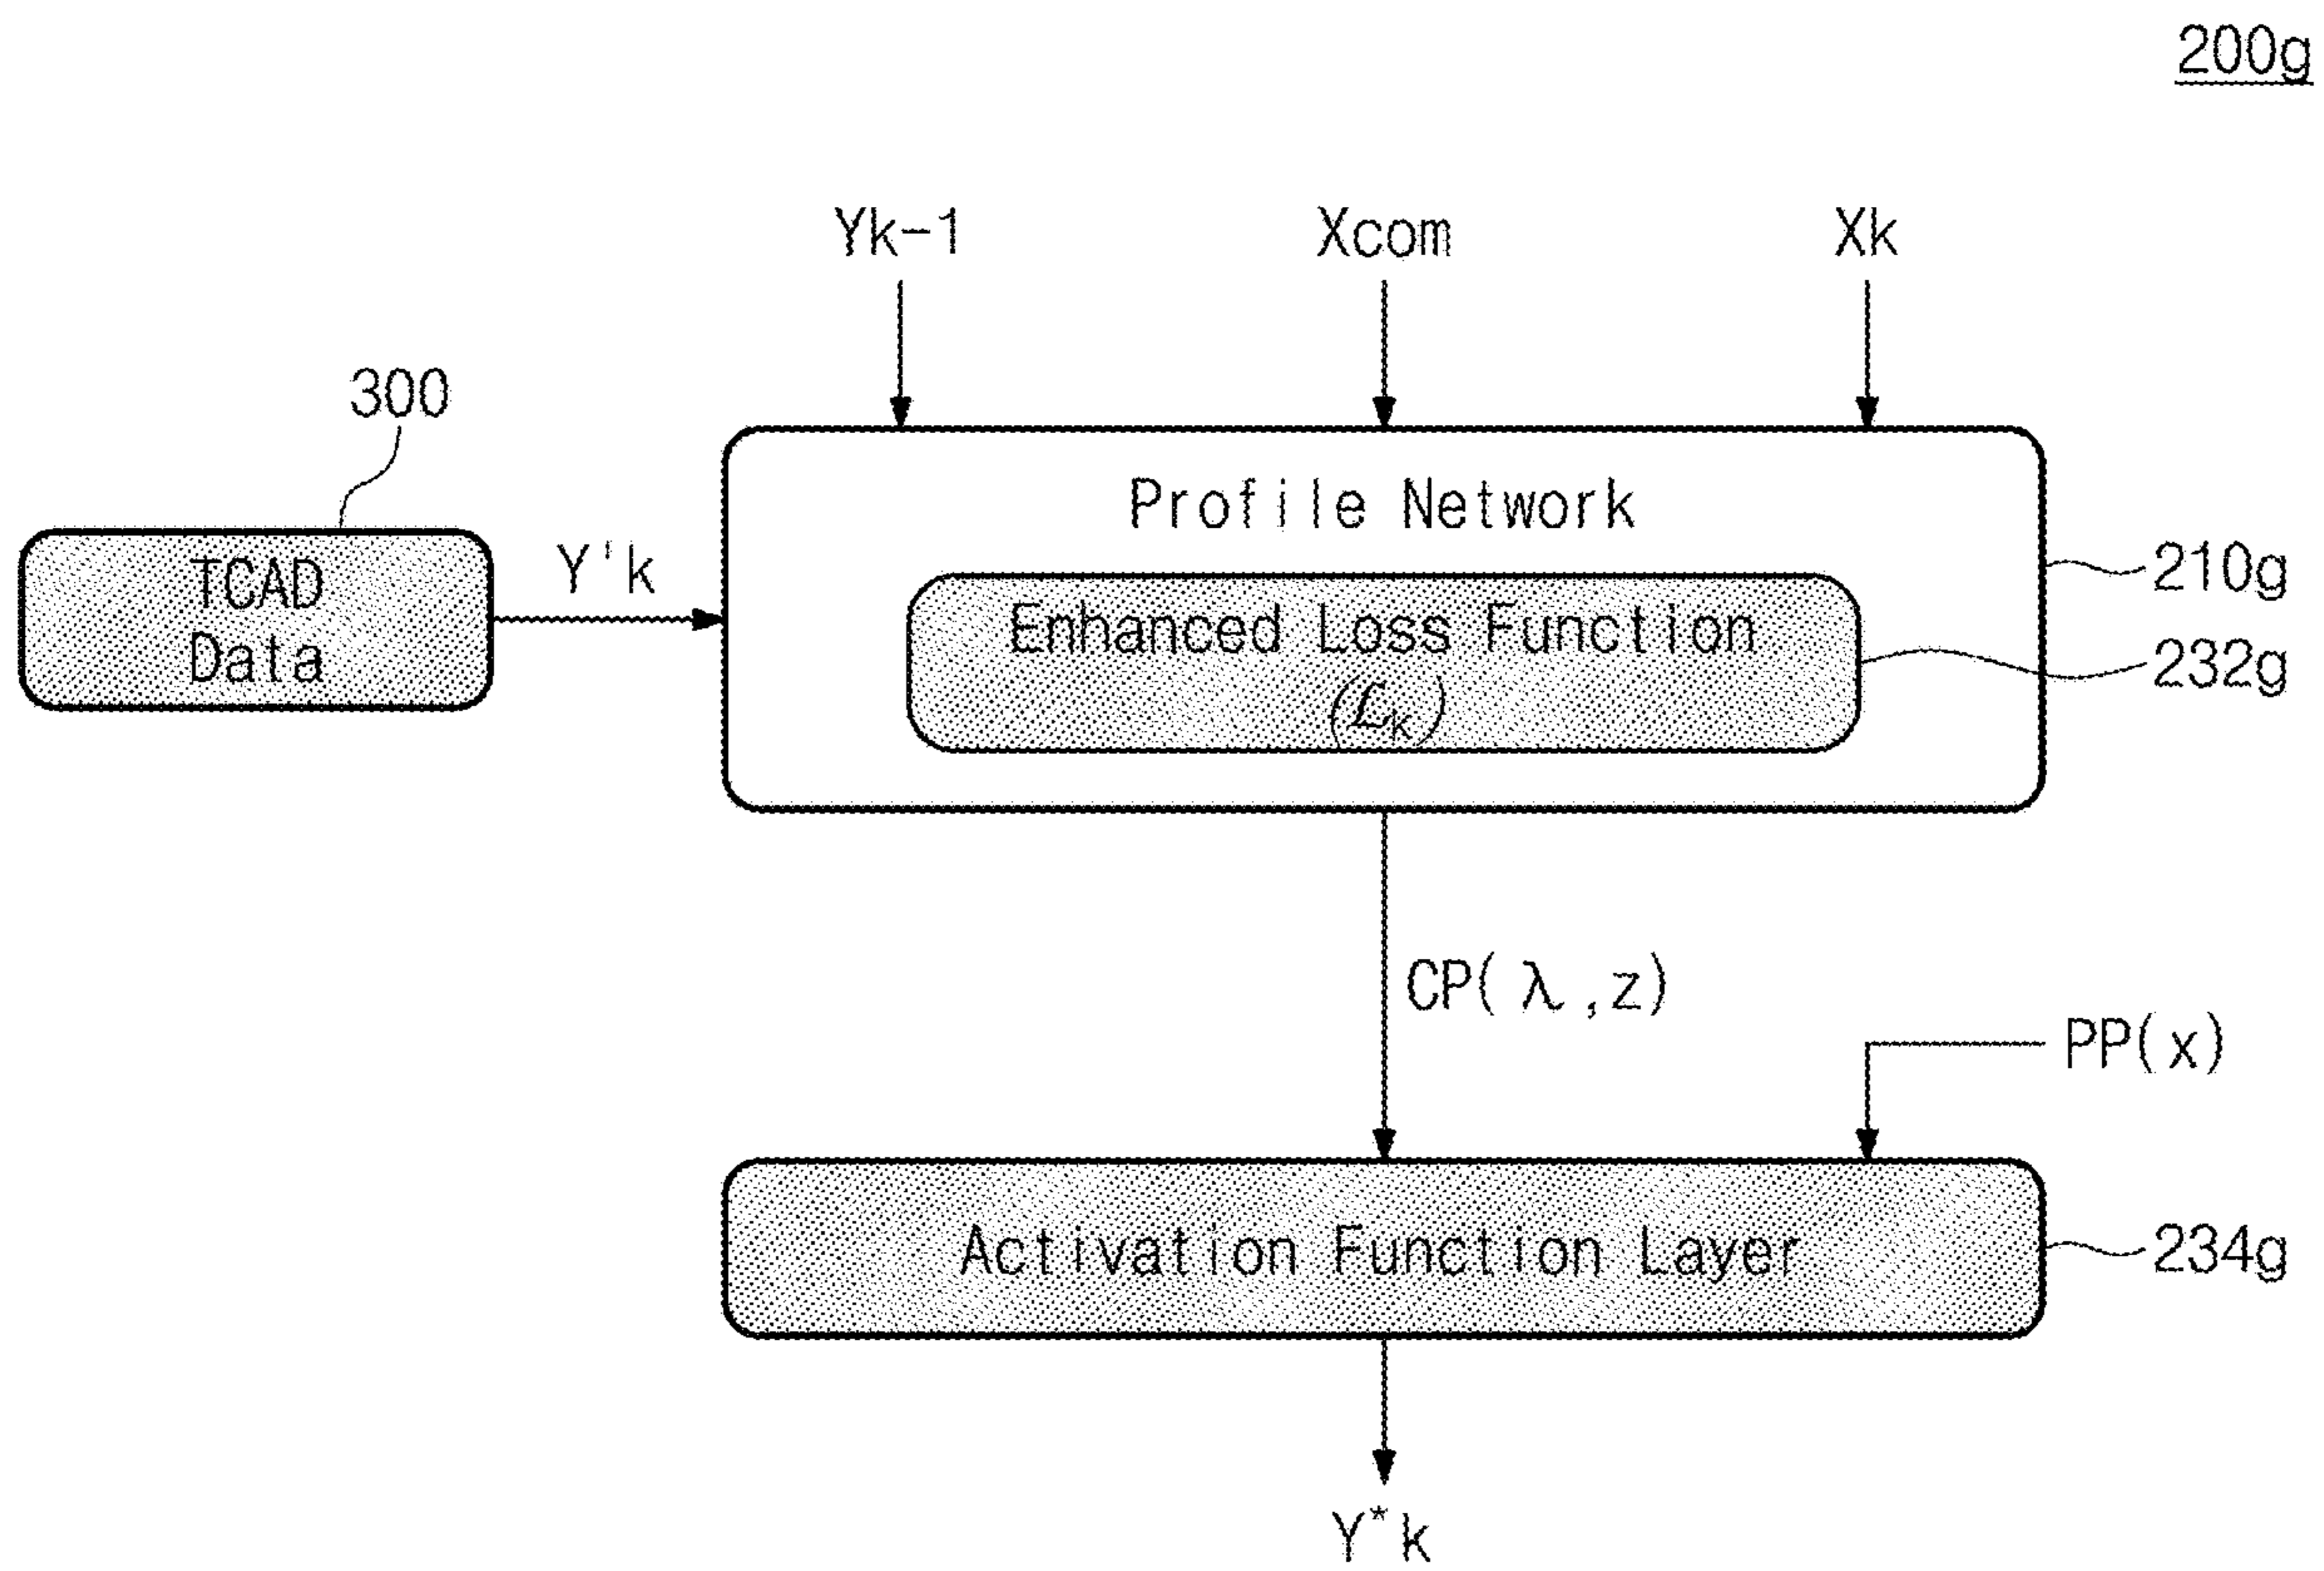 200g
Yk-1
Xcom
Xk
300
Profile Network
TCAD
Data
Y'k
210g
Enhanced Loss Function
(ℒk)
232g
CP(λ,z)
PP(x)
Activation Function Layer
234g
Y*k